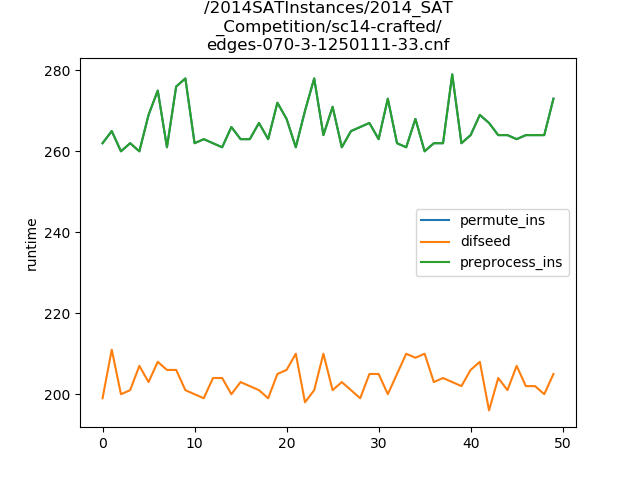 /2014SATInstances/2014_SAT
_Competition/sc14-crafted/
edges-070-3-1250111-33.cnf
280
260
240
220
200
runtime
permute_ins
difseed
preprocess_ins
0 10 20 30 40 50